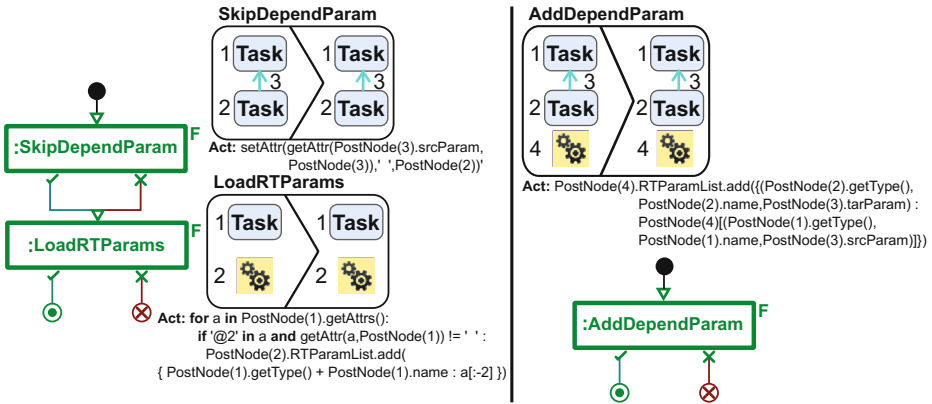 SkipDependParam
1 Task 1 Task
3 3
2 Task 2 Task
:SkipDependParam F
Act: setAttr(getAttr(PostNode(3).srcParam,
PostNode(3)),' ',PostNode(2))'
LoadRTParams
1 Task 1 Task
2 2
:LoadRTParams F
Act: for a in PostNode(1).getAttrs():
if '@2' in a and getAttr(a,PostNode(1)) != ' ' :
PostNode(2).RTParamList.add(
{ PostNode(1).getType() + PostNode(1).name : a[:-2] })
AddDependParam
1 Task 1 Task
3 3
2 Task 2 Task
4 4
Act: PostNode(4).RTParamList.add({(PostNode(2).getType(),
PostNode(2).name,PostNode(3).tarParam) :
PostNode(4)[(PostNode(1).getType(),
PostNode(1).name,PostNode(3).srcParam)]})
:AddDependParam F